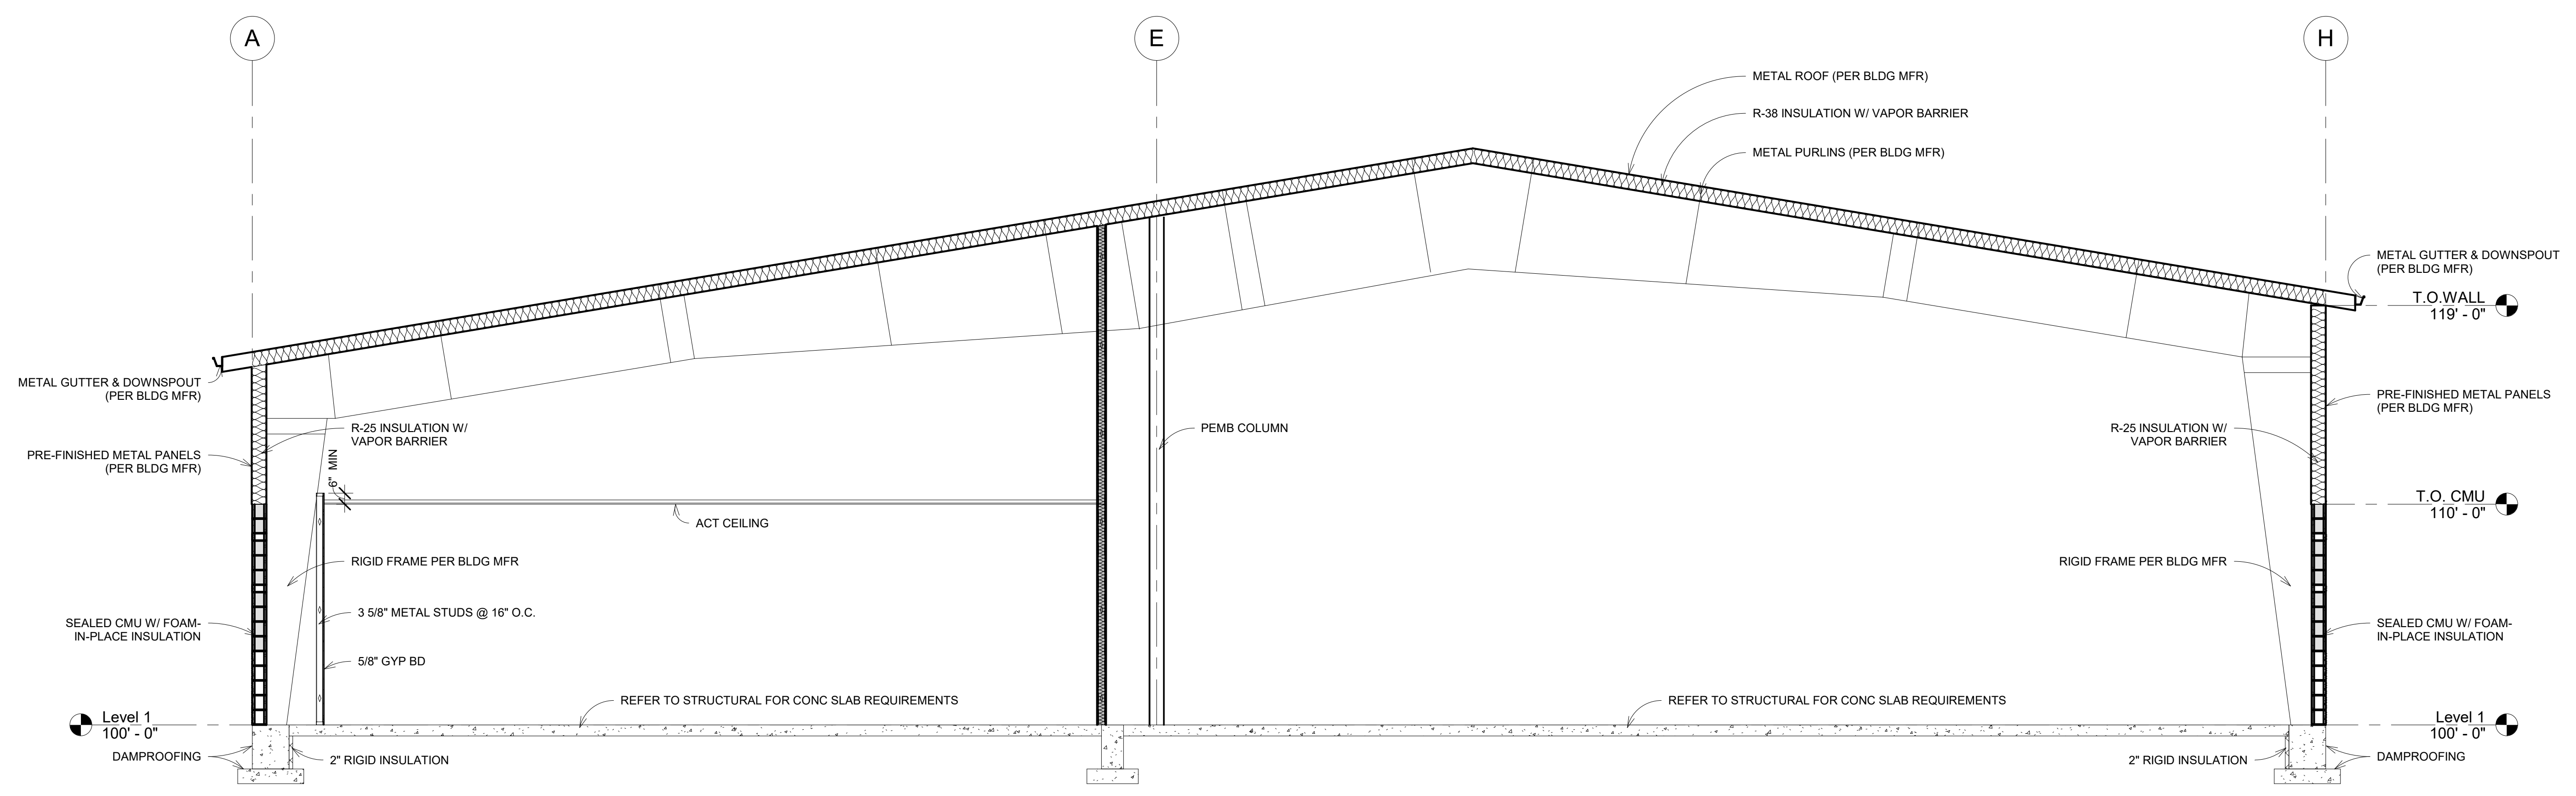 A
E
H
METAL ROOF (PER BLDG MFR)
R-38 INSULATION W/ VAPOR BARRIER
METAL PURLINS (PER BLDG MFR)
METAL GUTTER & DOWNSPOUT
(PER BLDG MFR)
T.O.WALL
119' - 0"
METAL GUTTER & DOWNSPOUT
(PER BLDG MFR)
PRE-FINISHED METAL PANELS
(PER BLDG MFR)
R-25 INSULATION W/
VAPOR BARRIER
PEMB COLUMN
R-25 INSULATION W/
VAPOR BARRIER
PRE-FINISHED METAL PANELS
(PER BLDG MFR)
6" MIN
T.O. CMU
110' - 0"
ACT CEILING
RIGID FRAME PER BLDG MFR
RIGID FRAME PER BLDG MFR
3 5/8" METAL STUDS @ 16" O.C.
SEALED CMU W/ FOAM-
IN-PLACE INSULATION
SEALED CMU W/ FOAM-
IN-PLACE INSULATION
5/8" GYP BD
REFER TO STRUCTURAL FOR CONC SLAB REQUIREMENTS
REFER TO STRUCTURAL FOR CONC SLAB REQUIREMENTS
Level 1
100' - 0"
Level 1
100' - 0"
DAMPROOFING
2" RIGID INSULATION
2" RIGID INSULATION
DAMPROOFING